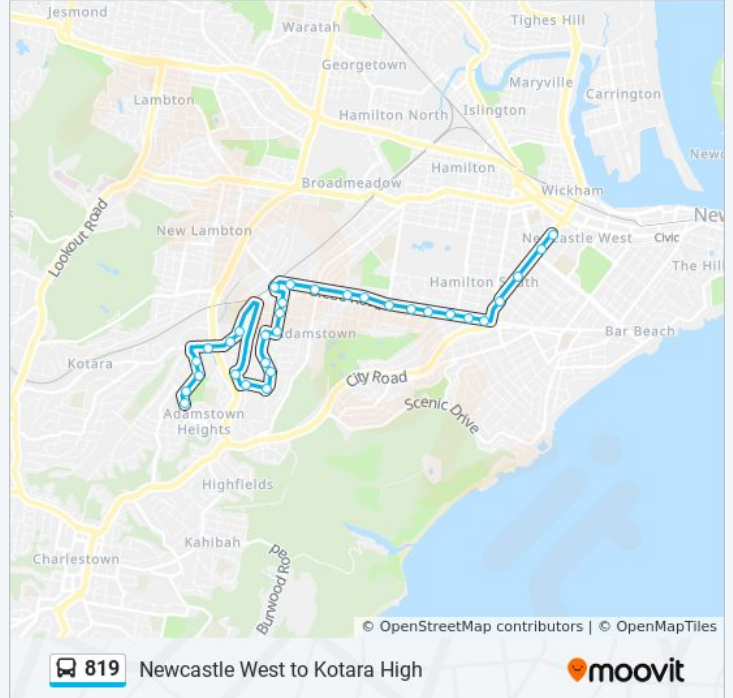 Jesmond
Tighes Hill
Waratah
Georgetown
Maryville
Carrington
Lambton
Islington
Hamilton North
Newc
Hamilton
Broadmeadow
Wickham
Lookout Road
New
New Lambton
Newcastle West
Civic
The Hill
Hamilton South
Adamstown
Bar Beach
Kotara
City Road
Scenic Drive
Adamstown
Heights
Highfields
Kahibah
Burwood Road
Charlestown
© OpenStreetMap contributors | © OpenMapTiles
819 Newcastle West to Kotara High
moovit